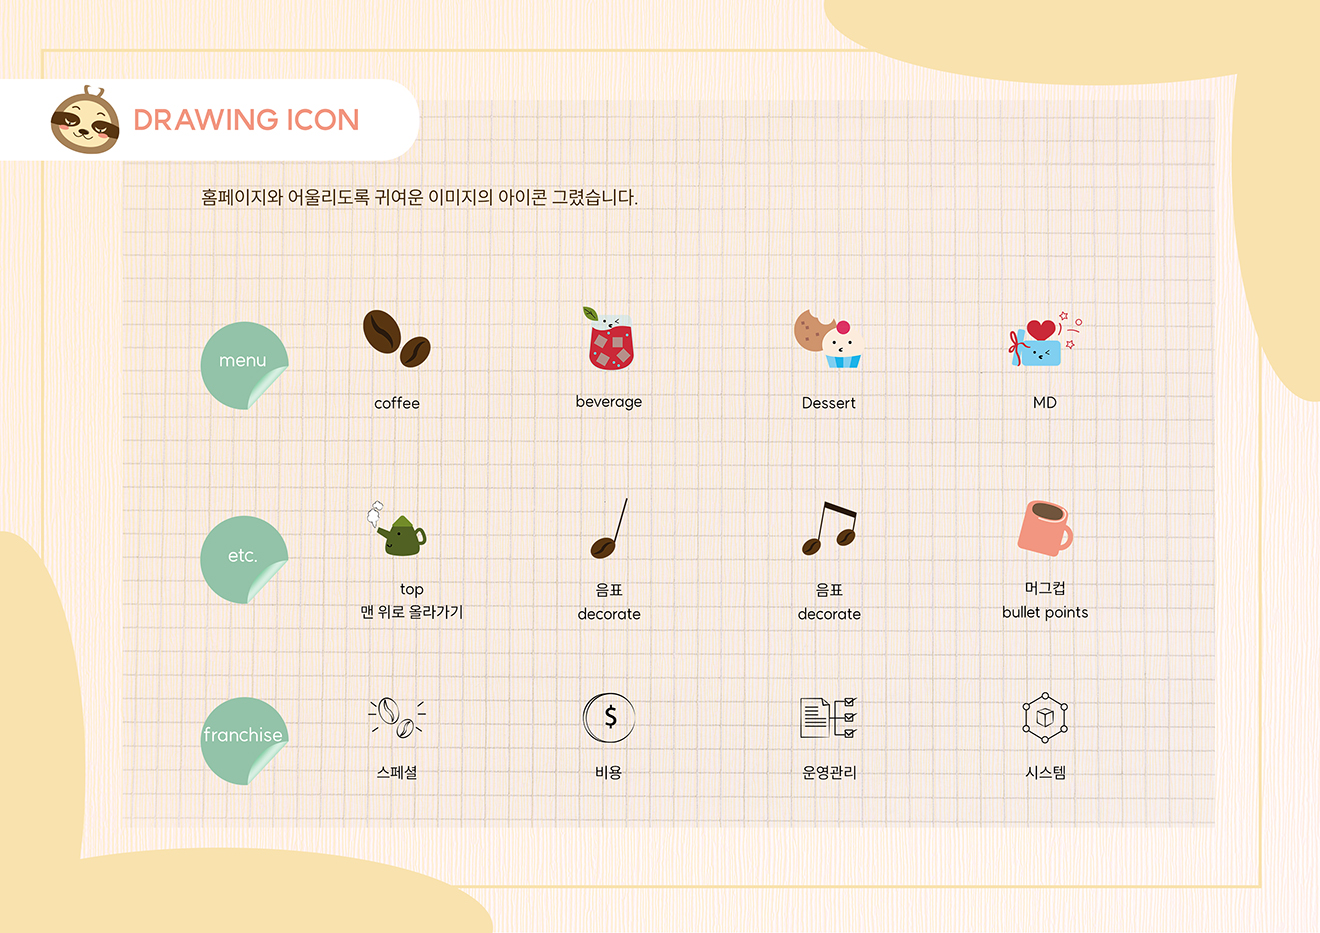 DRAWING ICON
홈페이지와 어울리도록 귀여운 이미지의 아이콘 그렸습니다.
menu
coffee
beverage
Dessert
MD
etc.
top
맨 위로 올라가기
음표
decorate
음표
decorate
머그컵
bullet points
franchise
스페셜
$
비용
운영관리
시스템